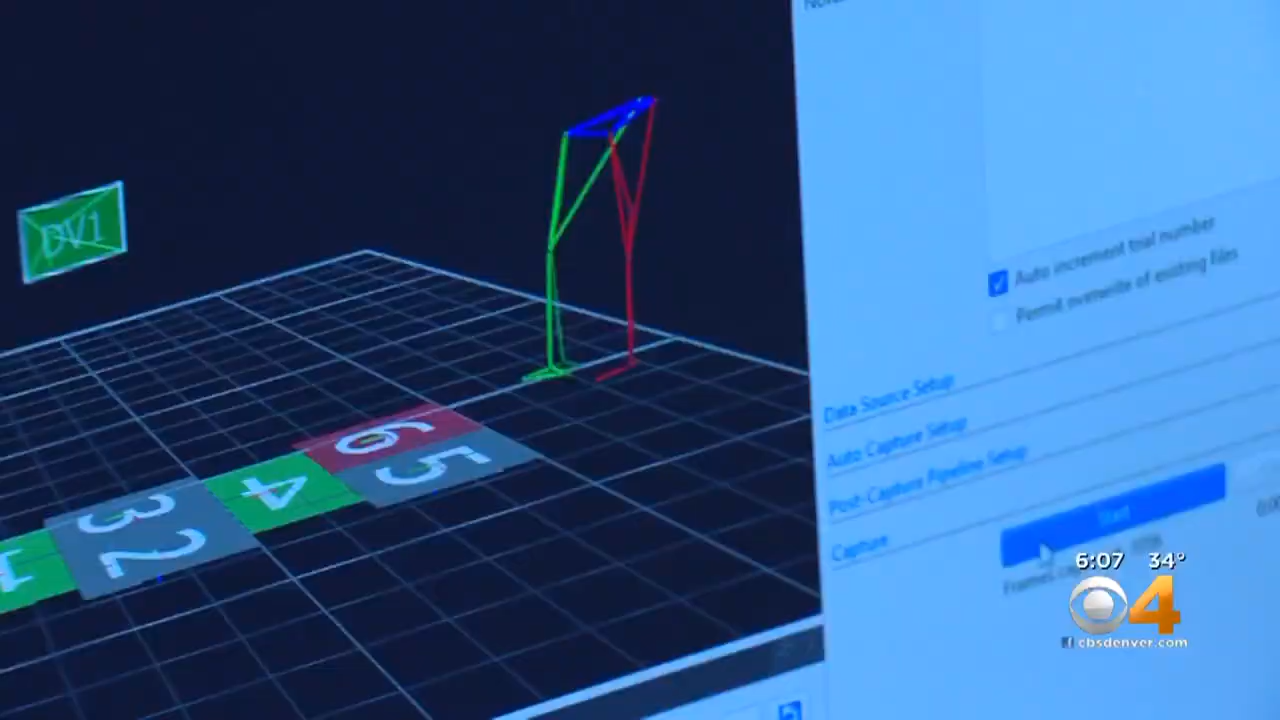 DV1
6
5
4
3
2
1
Auto increment trial number
Permit overwrite of existing files
Data Source Setup
Auto Capture Setup
Post-Capture Pipeline Setup
Capture
Start
6:07 34°
4
cbsdenver.com